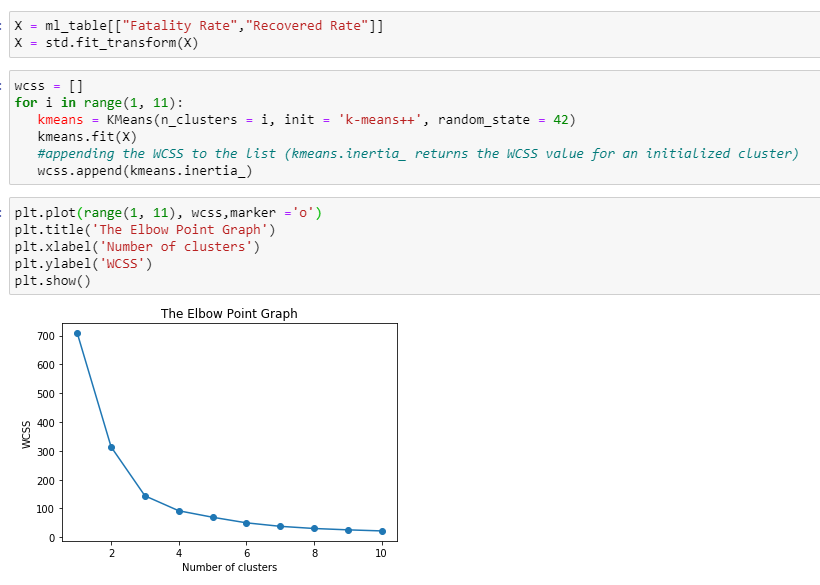 X = ml_table[["Fatality Rate","Recovered Rate"]]
X = std.fit_transform(X)
wcss = []
for i in range(1, 11):
kmeans = KMeans(n_clusters = i, init = 'k-means++', random_state = 42)
kmeans.fit(X)
#appending the WCSS to the list (kmeans.inertia_ returns the WCSS value for an initialized cluster)
wcss.append(kmeans.inertia_)
plt.plot(range(1, 11), wcss,marker ='o')
plt.title('The Elbow Point Graph')
plt.xlabel('Number of clusters')
plt.ylabel('WCSS')
plt.show()
The Elbow Point Graph
700
600
500
400
300
200
100
0
WCSS
2 4 6 8 10
Number of clusters